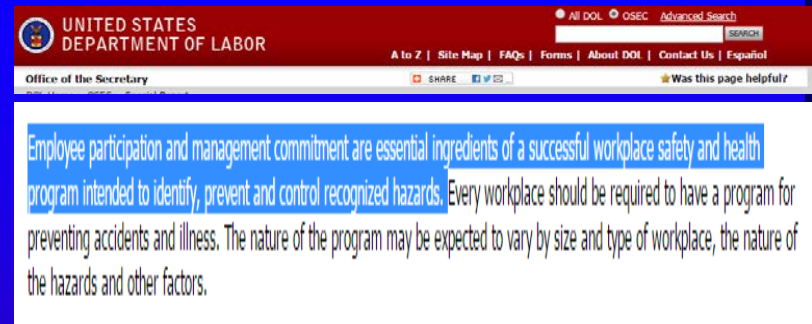 All DOL OSEC Advanced Search
UNITED STATES
DEPARTMENT OF LABOR
SEARCH
A to Z | Site Map | FAQs | Forms | About DOL | Contact Us | Español
Office of the Secretary SHARE Was this page helpful?
Employee participation and management commitment are essential ingredients of a successful workplace safety and health
program intended to identify, prevent and control recognized hazards. Every workplace should be required to have a program for
preventing accidents and illness. The nature of the program may be expected to vary by size and type of workplace, the nature of
the hazards and other factors.